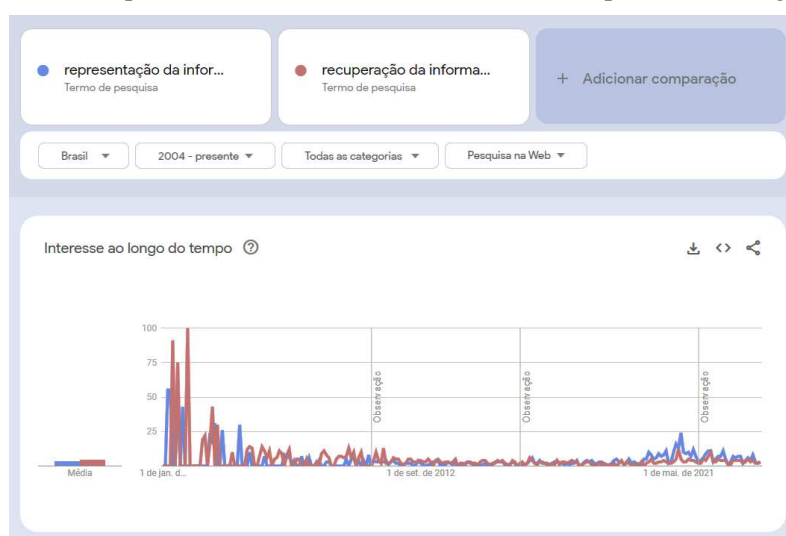 representação da infor...
Termo de pesquisa
recuperação da informa...
Termo de pesquisa
+ Adicionar comparação
Brasil
2004 - presente
Todas as categorias
Pesquisa na Web
Interesse ao longo do tempo
100
75
50
25
Observação
Observação
Observação
Média
1 de jan. d...
1 de set. de 2012
1 de mai. de 2021